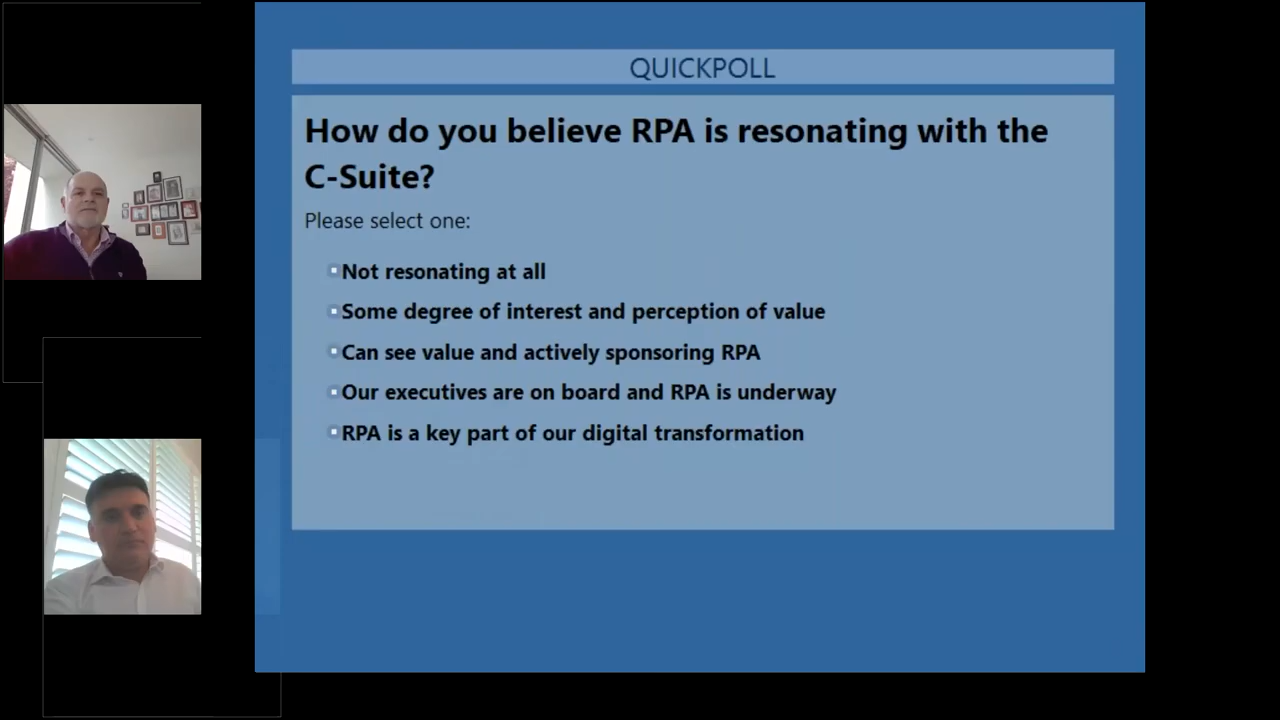 QUICKPOLL
How do you believe RPA is resonating with the
C-Suite?
Please select one:
Not resonating at all
Some degree of interest and perception of value
Can see value and actively sponsoring RPA
Our executives are on board and RPA is underway
RPA is a key part of our digital transformation